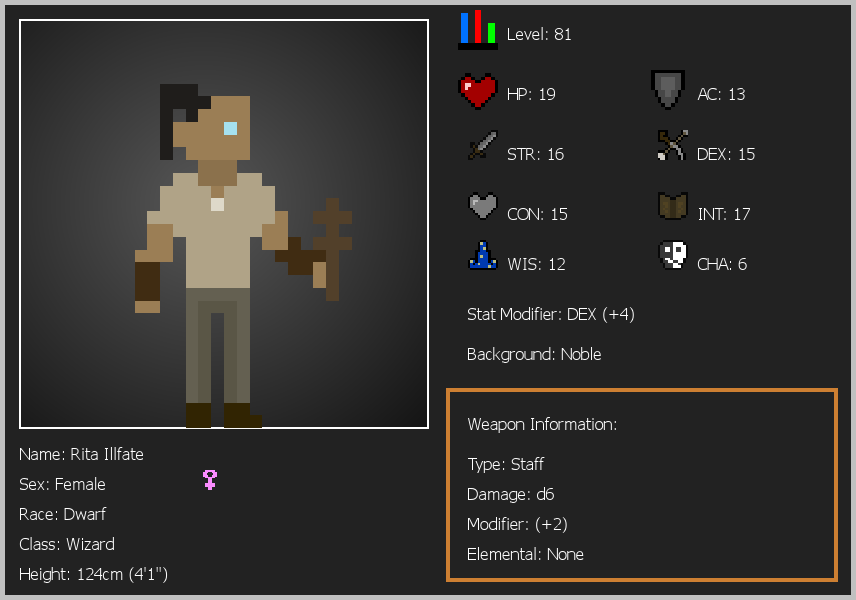 Level: 81
HP: 19
AC: 13
STR: 16
DEX: 15
CON: 15
INT: 17
WIS: 12
CHA: 6
Stat Modifier: DEX (+4)
Background: Noble
Weapon Information:
Type: Staff
Damage: d6
Modifier: (+2)
Elemental: None
Name: Rita Illfate
Sex: Female
Race: Dwarf
Class: Wizard
Height: 124cm (4'1")